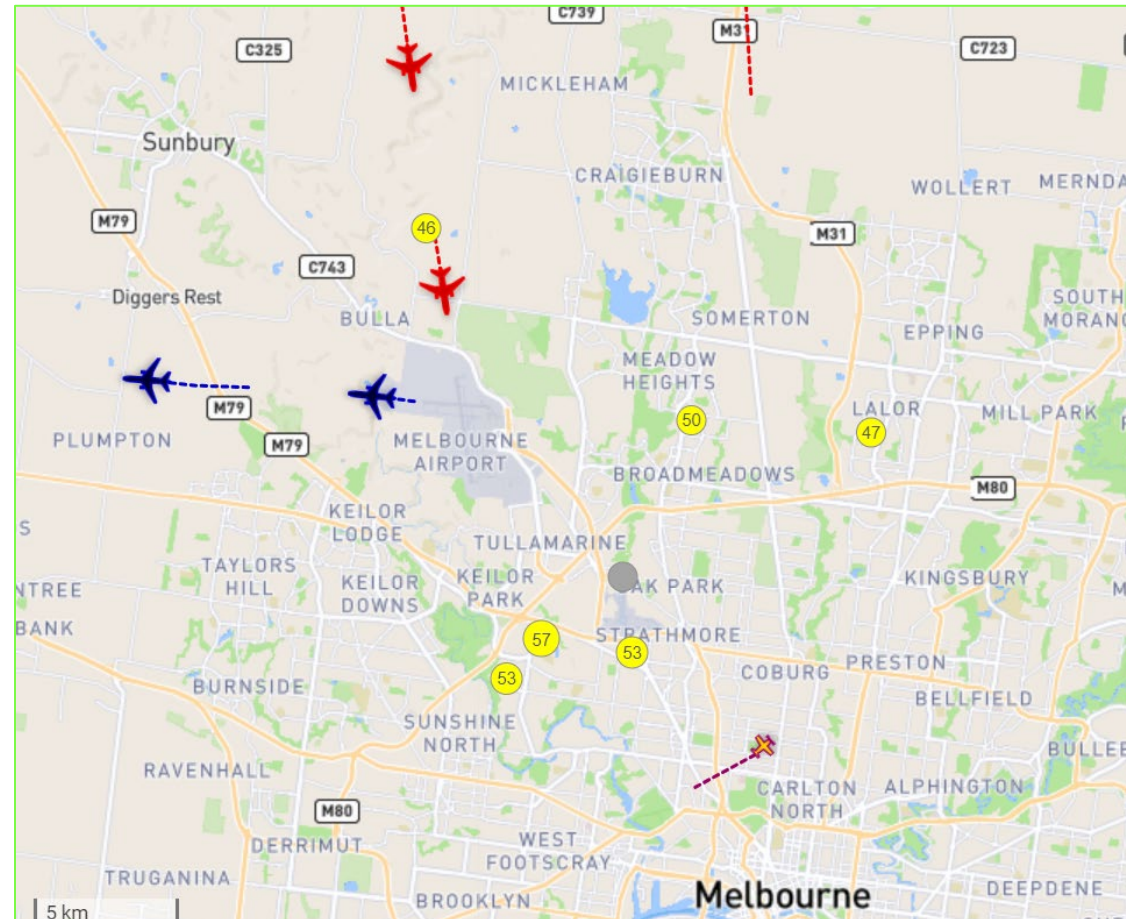 C739
M31
C325
C723
MICKLEHAM
Sunbury
CRAIGIEBURN
WOLLERT
MERNDA
M79
46
M31
C743
Diggers Rest
BULLA
SOMERTON
SOUTH
MORANG
EPPING
MEADOW
HEIGHTS
M79
LALOR
MILL PARK
50
47
PLUMPTON
M79
MELBOURNE
AIRPORT
BROADMEADOWS
M80
KEILOR
LODGE
S
TULLAMARINE
TAYLORS
HILL
KEILOR
DOWNS
KEILOR
PARK
AK PARK
KINGSBURY
M
NTREE
BANK
57
STRATHMORE
53
53
COBURG
PRESTON
BURNSIDE
BELLFIELD
SUNSHINE
NORTH
BULLEE
RAVENHALL
CARLTON
NORTH
ALPHINGTON
M80
DERRIMUT
WEST
FOOTSCRAY
TRUGANINA
BROOKLYN
Melbourne
DEEPDENE
5 km